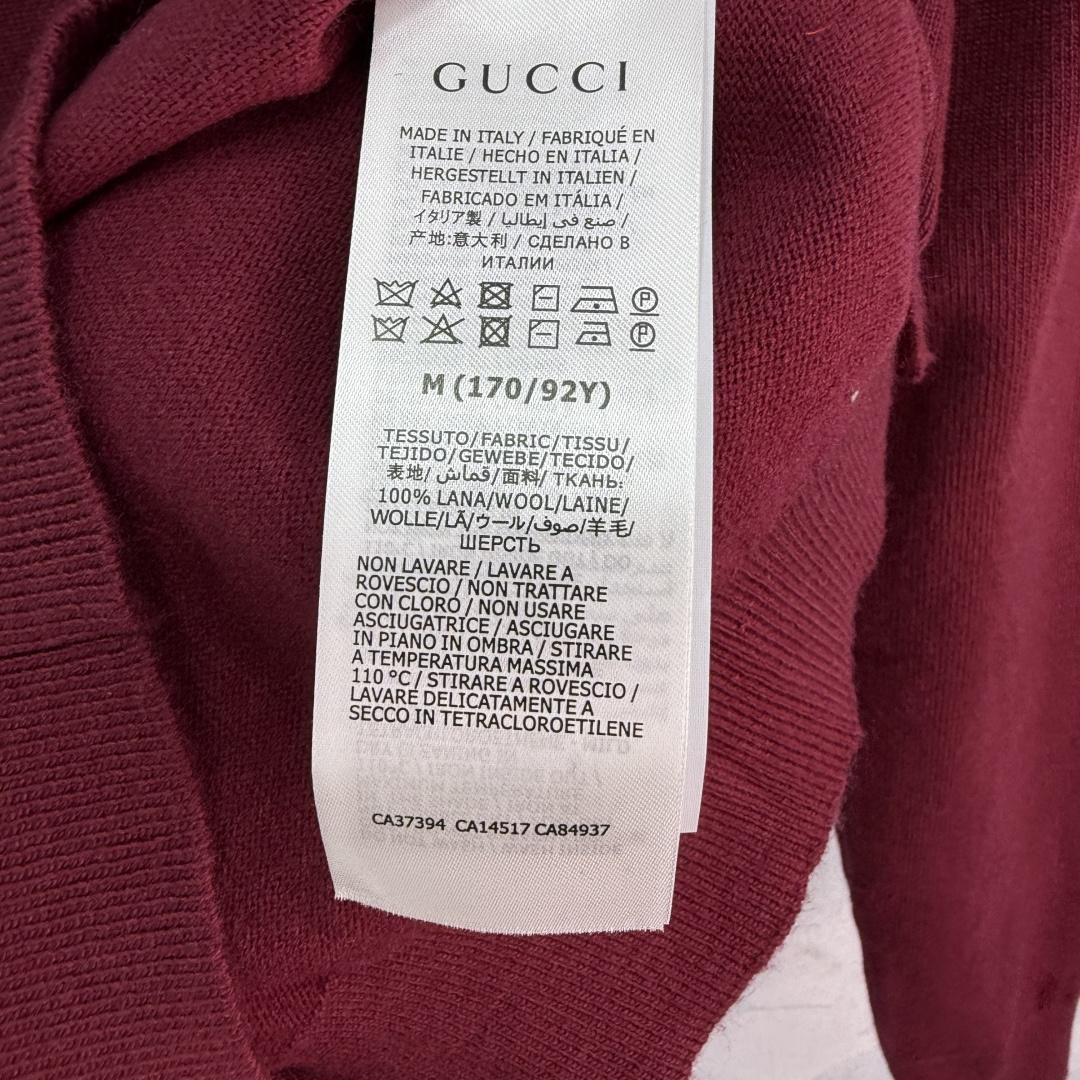 GUCCI
MADE IN ITALY / FABRIQUÉ EN
ITALIE / HECHO EN ITALIA /
HERGESTELLT IN ITALIEN /
FABRICADO EM ITÁLIA /
イタリア製 / صنع في إيطاليا /
产地:意大利 / СДЕЛАНО В
ИТАЛИИ
P
P
M (170/92Y)
TESSUTO/FABRIC/TISSU/
TEJIDO/GEWEBE/TECIDO/
表地/ قماش/面料/ ТКАНЬ:
100% LANA/WOOL/LAINE/
WOLLE/LÃ/ウール/صوف/羊毛/
ШЕРСТЬ
NON LAVARE / LAVARE A
ROVESCIO / NON TRATTARE
CON CLORO / NON USARE
ASCIUGATRICE / ASCIUGARE
IN PIANO IN OMBRA / STIRARE
A TEMPERATURA MASSIMA
110 °C / STIRARE A ROVESCIO /
LAVARE DELICATAMENTE A
SECCO IN TETRACLOROETILENE
CA37394 CA14517 CA84937